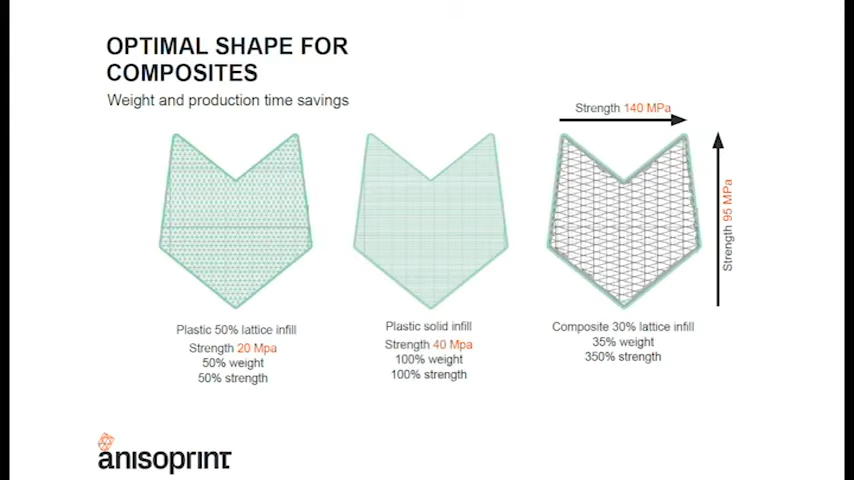 OPTIMAL SHAPE FOR
COMPOSITES
Weight and production time savings
Strength 140 MPa
Strength 95 MPa
Plastic 50% lattice infill
Strength 20 Mpa
50% weight
50% strength
Plastic solid infill
Strength 40 Mpa
100% weight
100% strength
Composite 30% lattice infill
35% weight
350% strength
anisoprint